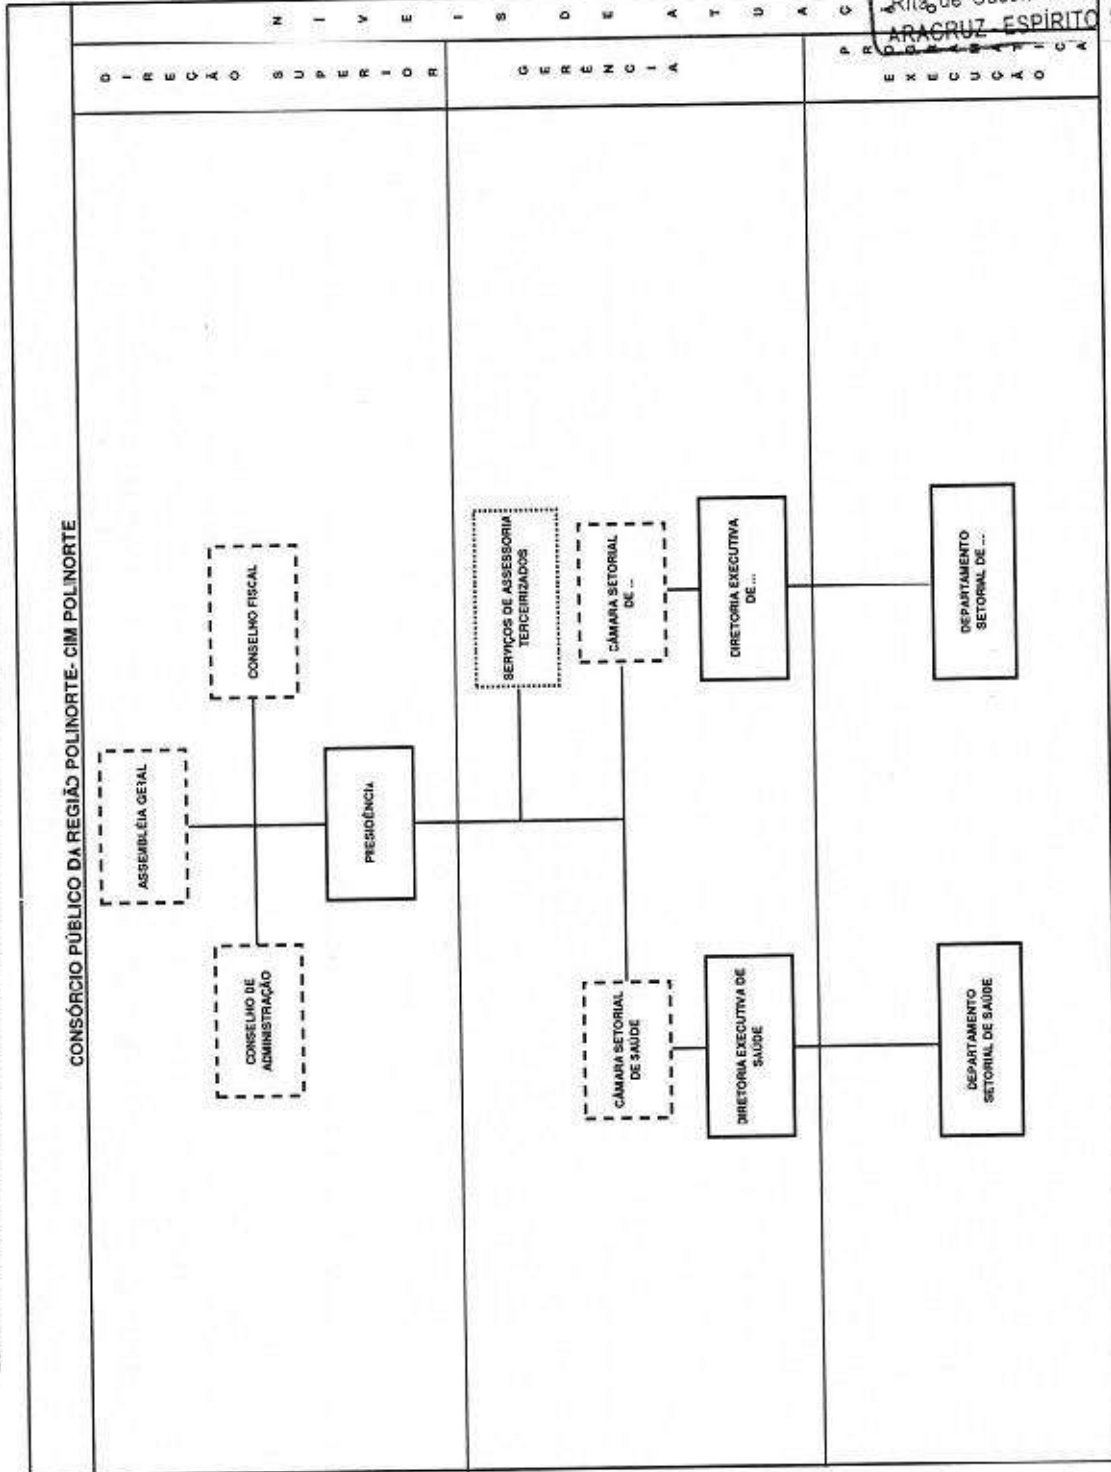 CONSÓRCIO PÚBLICO DA REGIÃO POLINORTE- CIM POLINORTE
NIVEIS DE ATUAÇÃO
DIREÇÃO SUPERIOR
ASSEMBLÉIA GERAL
CONSELHO DE
ADMINISTRAÇÃO
CONSELHO FISCAL
PRESIDÊNCIA
GERÊNCIA
SERVIÇOS DE ASSESSORIA
TERCEIRIZADOS
CÂMARA SETORIAL
DE SAÚDE
CÂMARA SETORIAL
DE ...
DIRETORIA EXECUTIVA DE
SAÚDE
DIRETORIA EXECUTIVA
DE ...
EXECUÇÃO
PROGRAMÁTICA
DEPARTAMENTO
SETORIAL DE SAÚDE
DEPARTAMENTO
SETORIAL DE ...
ARACRUZ - ESPÍRITO